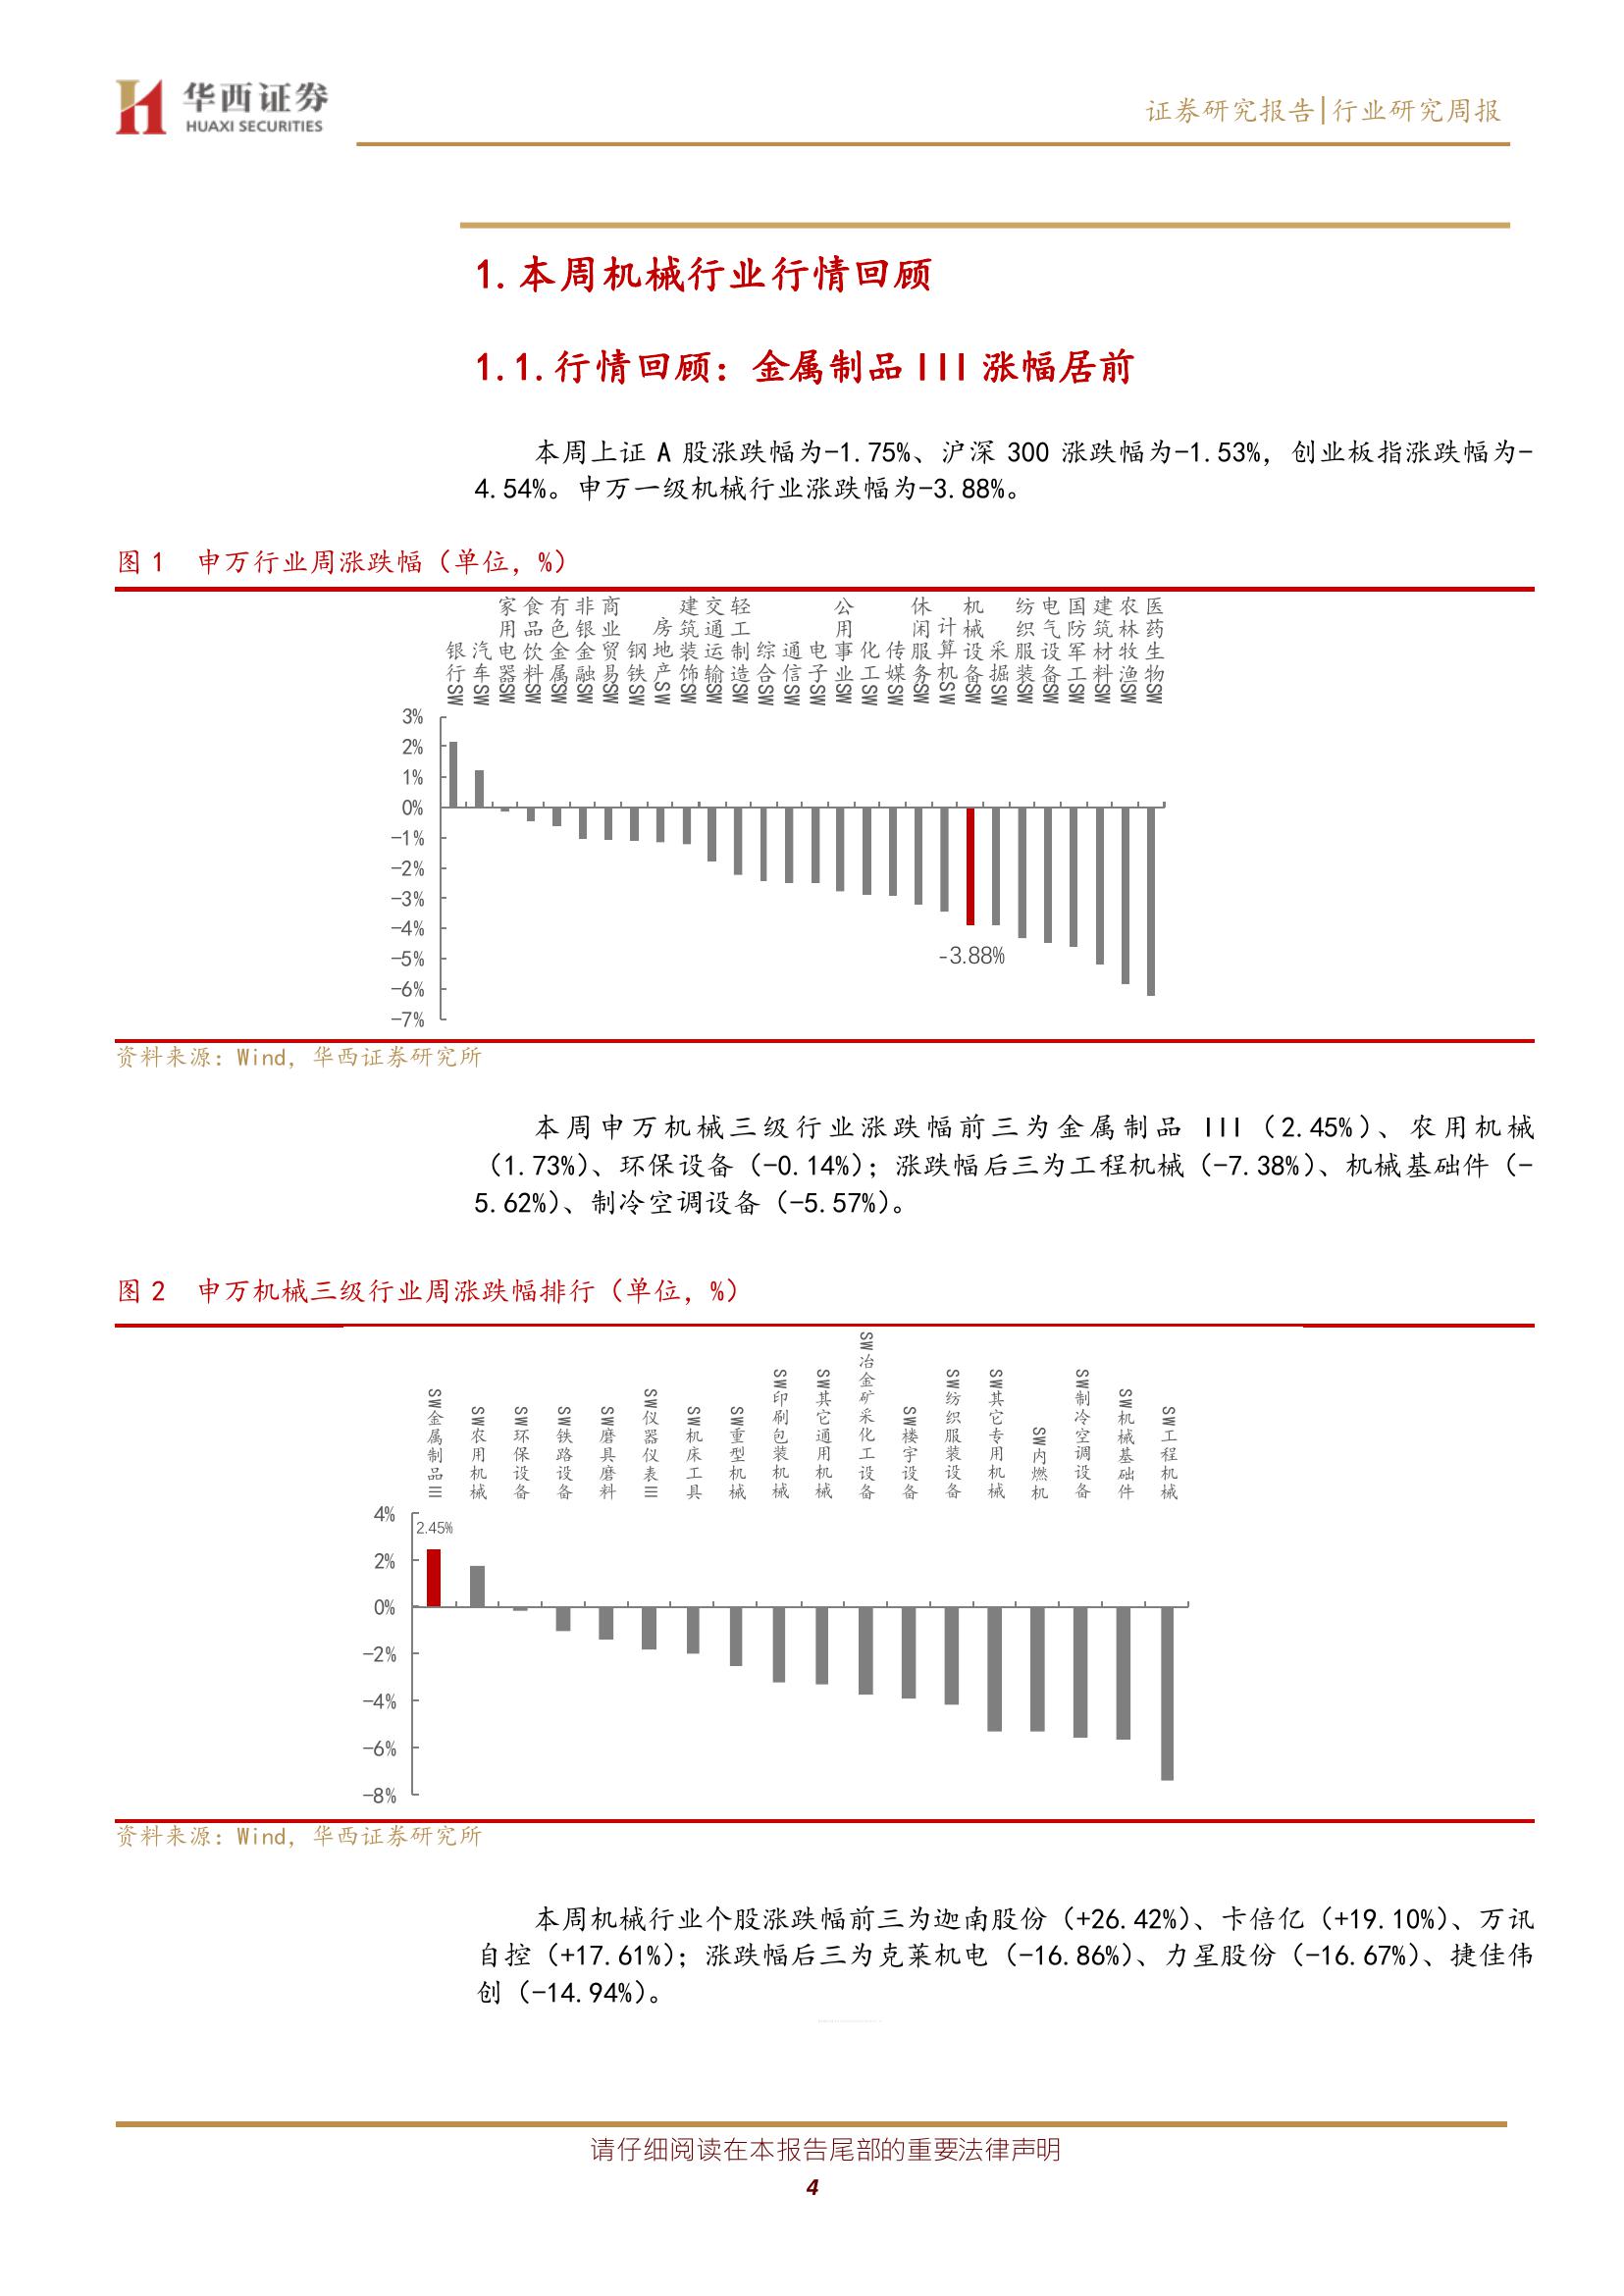 华西证券
HUAXI SECURITIES
证券研究报告|行业研究周报
1.本周机械行业行情回顾
1.1.行情回顾：金属制品III涨幅居前
本周上证 A 股涨跌幅为-1.75%、沪深 300 涨跌幅为-1.53%，创业板指涨跌幅为-
4.54%。申万一级机械行业涨跌幅为-3.88%。
图 1 申万行业周涨跌幅（单位，%）
银行SW
汽车SW
家用电器SW
食品饮料SW
有色金属SW
非银金融SW
商业贸易SW
钢铁SW
房地产SW
建筑装饰SW
交通运输SW
轻工制造SW
综合SW
通信SW
电子SW
公用事业SW
化工SW
传媒SW
休闲服务SW
计算机SW
机械设备SW
采掘SW
纺织服装SW
电气设备SW
国防军工SW
建筑材料SW
农林牧渔SW
医药生物SW
3%
2%
1%
0%
-1%
-2%
-3%
-4%
-5%
-6%
-7%
-3.88%
资料来源：Wind，华西证券研究所
本周申万机械三级行业涨跌幅前三为金属制品 III（2.45%）、农用机械
（1.73%）、环保设备（-0.14%）；涨跌幅后三为工程机械（-7.38%）、机械基础件（-
5.62%）、制冷空调设备（-5.57%）。
图 2 申万机械三级行业周涨跌幅排行（单位，%）
SW金属制品III
SW农用机械
SW环保设备
SW铁路设备
SW磨具磨料
SW仪器仪表III
SW机床工具
SW重型机械
SW印刷包装机械
SW其它通用机械
SW冶金矿采化工设备
SW楼宇设备
SW纺织服装设备
SW其它专用机械
SW内燃机
SW制冷空调设备
SW机械基础件
SW工程机械
4%
2%
0%
-2%
-4%
-6%
-8%
2.45%
资料来源：Wind，华西证券研究所
本周机械行业个股涨跌幅前三为迦南股份（+26.42%）、卡倍亿（+19.10%）、万讯
自控（+17.61%）；涨跌幅后三为克莱机电（-16.86%）、力星股份（-16.67%）、捷佳伟
创（-14.94%）。
请仔细阅读在本报告尾部的重要法律声明
4